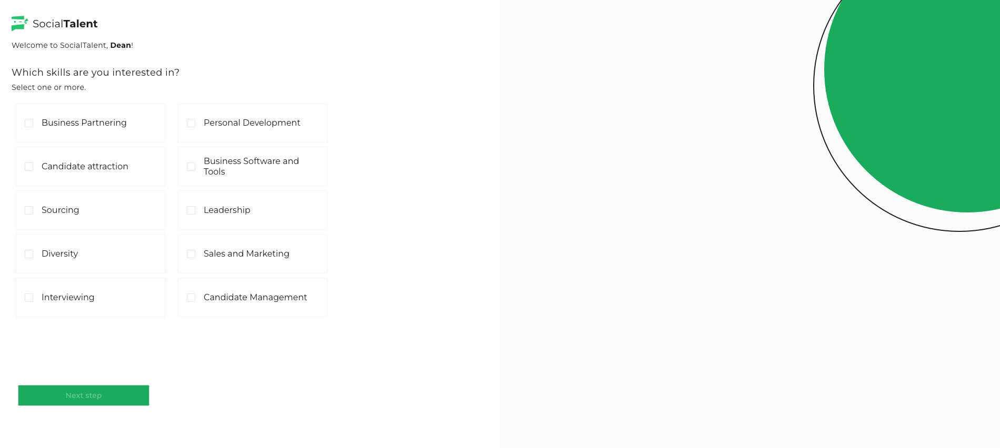 SocialTalent
Welcome to SocialTalent, Dean!
Which skills are you interested in?
Select one or more.
Business Partnering
Personal Development
Candidate attraction
Business Software and
Tools
Sourcing
Leadership
Diversity
Sales and Marketing
Interviewing
Candidate Management
Next step